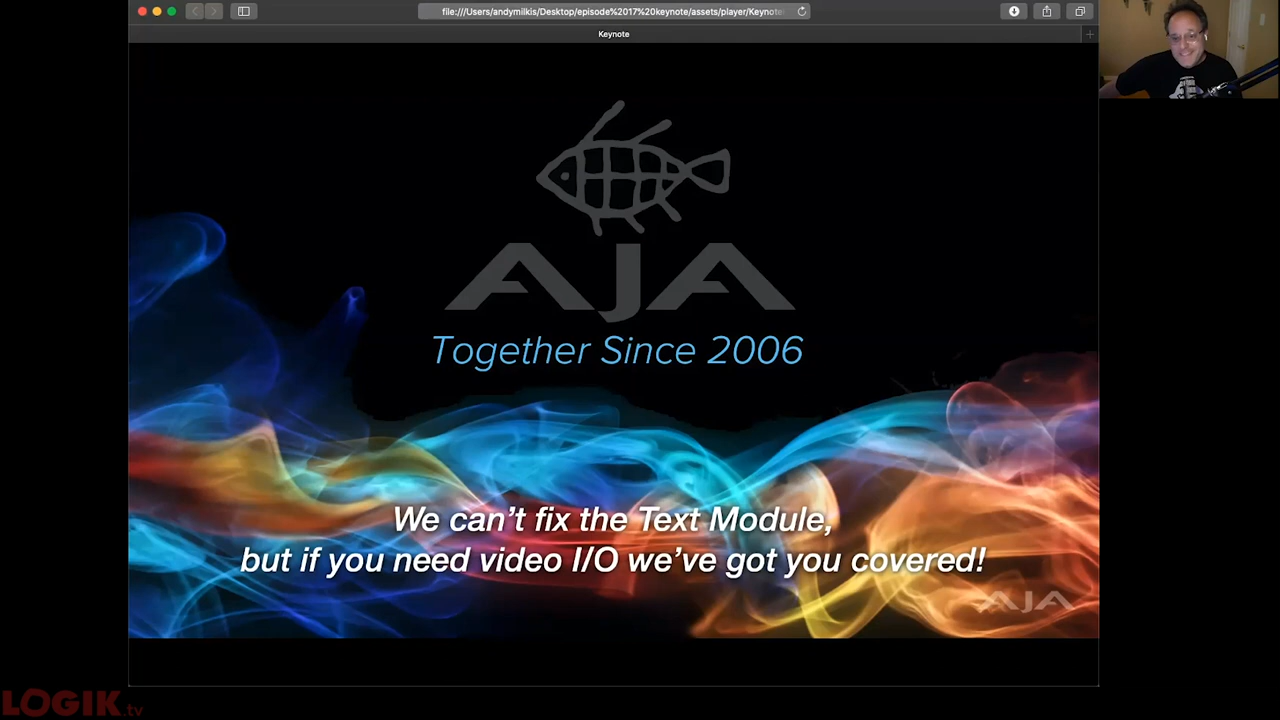 file:///Users/andymilkis/Desktop/episode%2017%20keynote/assets/player/Keynote
Keynote
AJA
Together Since 2006
We can't fix the Text Module,
but if you need video I/O we've got you covered!
AJA
LOGIK.tv